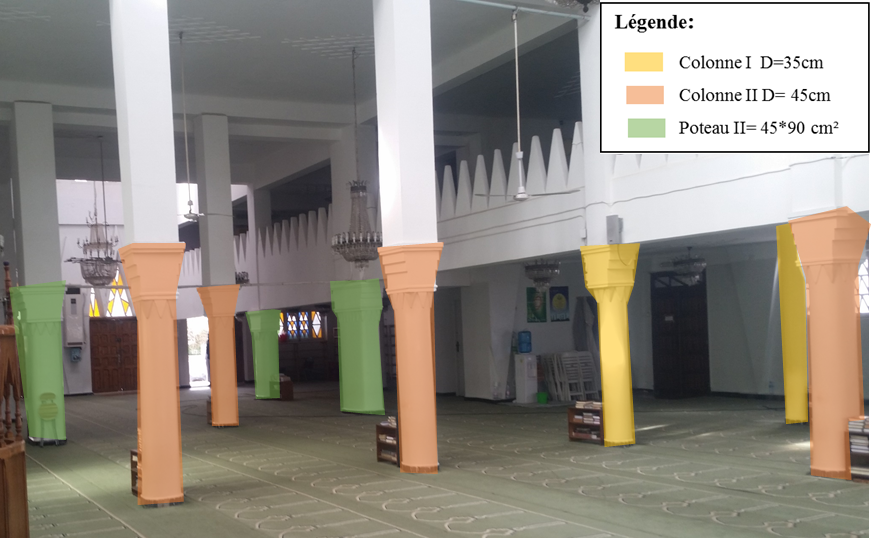 Légende:
Colonne I D=35cm
Colonne II D= 45cm
Poteau II= 45*90 cm²